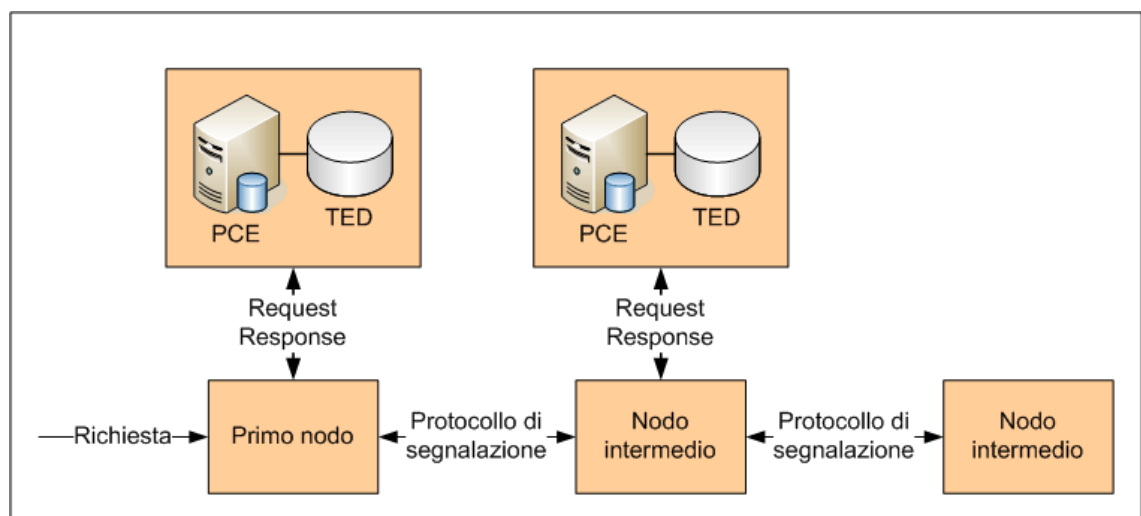 PCE
TED
PCE
TED
Request
Response
Request
Response
Richiesta
Primo nodo
Protocollo di
segnalazione
Nodo
intermedio
Protocollo di
segnalazione
Nodo
intermedio